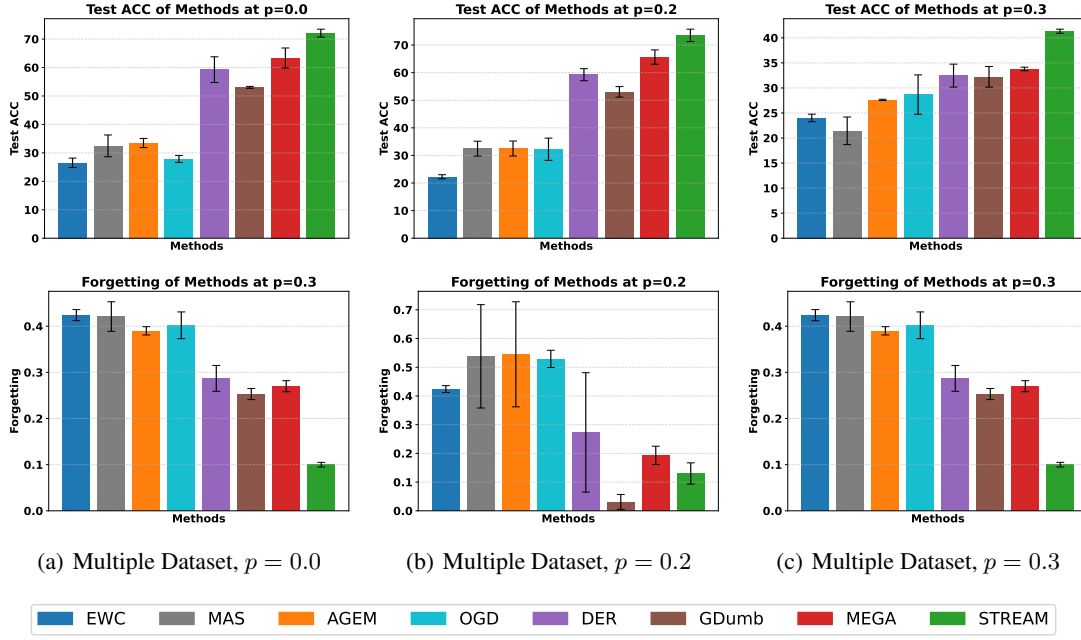 Test ACC of Methods at p=0.0
Test ACC
70
60
50
40
30
20
10
0
Methods
Test ACC of Methods at p=0.2
Test ACC
70
60
50
40
30
20
10
0
Methods
Test ACC of Methods at p=0.3
Test ACC
40
35
30
25
20
15
10
5
0
Methods
Forgetting of Methods at p=0.3
Forgetting
0.4
0.3
0.2
0.1
0.0
Methods
Forgetting of Methods at p=0.2
Forgetting
0.7
0.6
0.5
0.4
0.3
0.2
0.1
0.0
Methods
Forgetting of Methods at p=0.3
Forgetting
0.4
0.3
0.2
0.1
0.0
Methods
(a) Multiple Dataset, p = 0.0
(b) Multiple Dataset, p = 0.2
(c) Multiple Dataset, p = 0.3
EWC MAS AGEM OGD DER GDumb MEGA STREAM